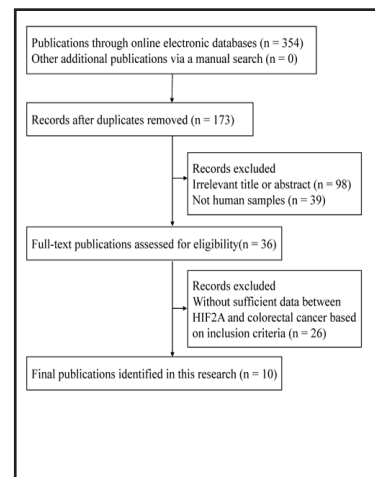 Publications through online electronic databases (n = 354)
Other additional publications via a manual search (n = 0)
Records after duplicates removed (n = 173)
Records excluded
Irrelevant title or abstract (n = 98)
Not human samples (n = 39)
Full-text publications assessed for eligibility(n = 36)
Records excluded
Without sufficient data between
HIF2A and colorectal cancer based
on inclusion criteria (n = 26)
Final publications identified in this research (n = 10)